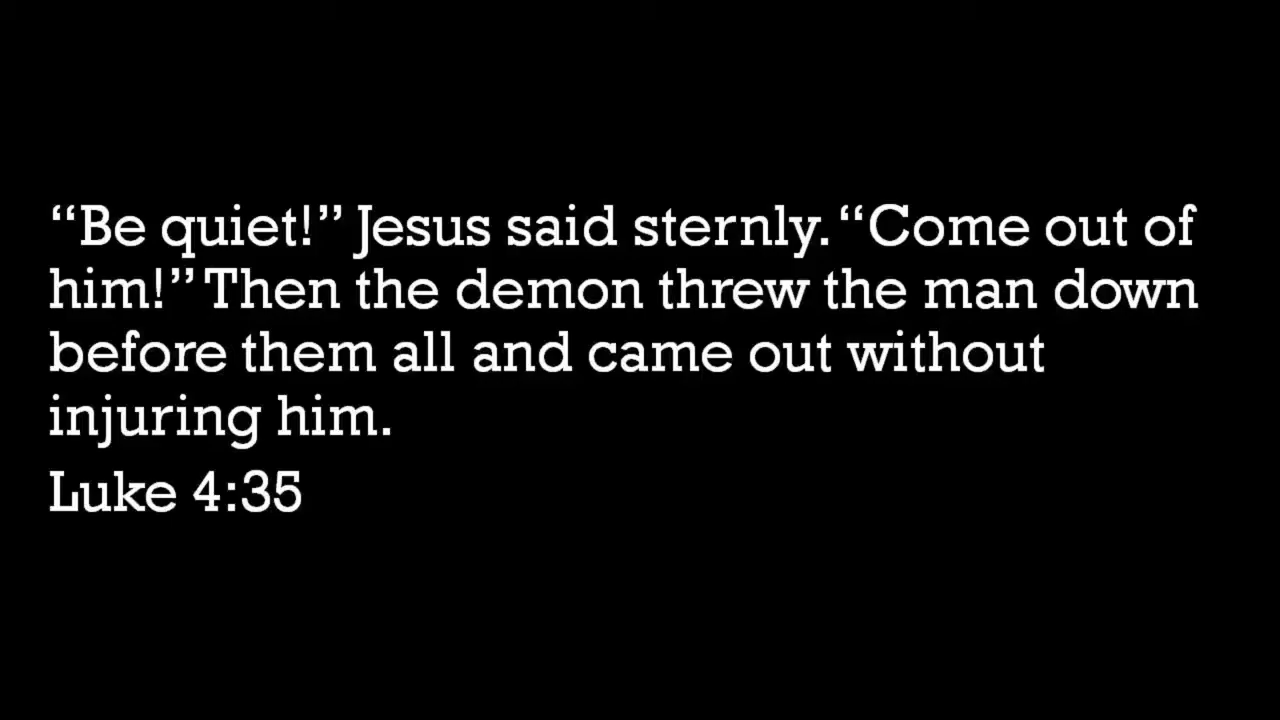 “Be quiet!” Jesus said sternly. “Come out of
him!” Then the demon threw the man down
before them all and came out without
injuring him.
Luke 4:35